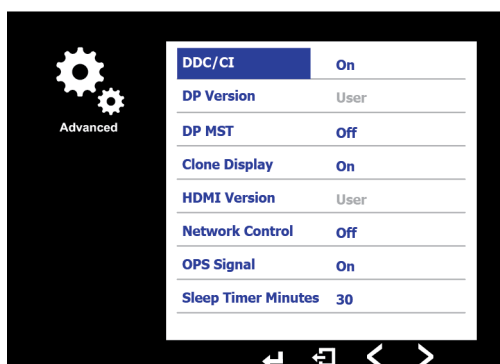 Advanced
DDC/CI On
DP Version User
DP MST Off
Clone Display On
HDMI Version User
Network Control Off
OPS Signal On
Sleep Timer Minutes 30